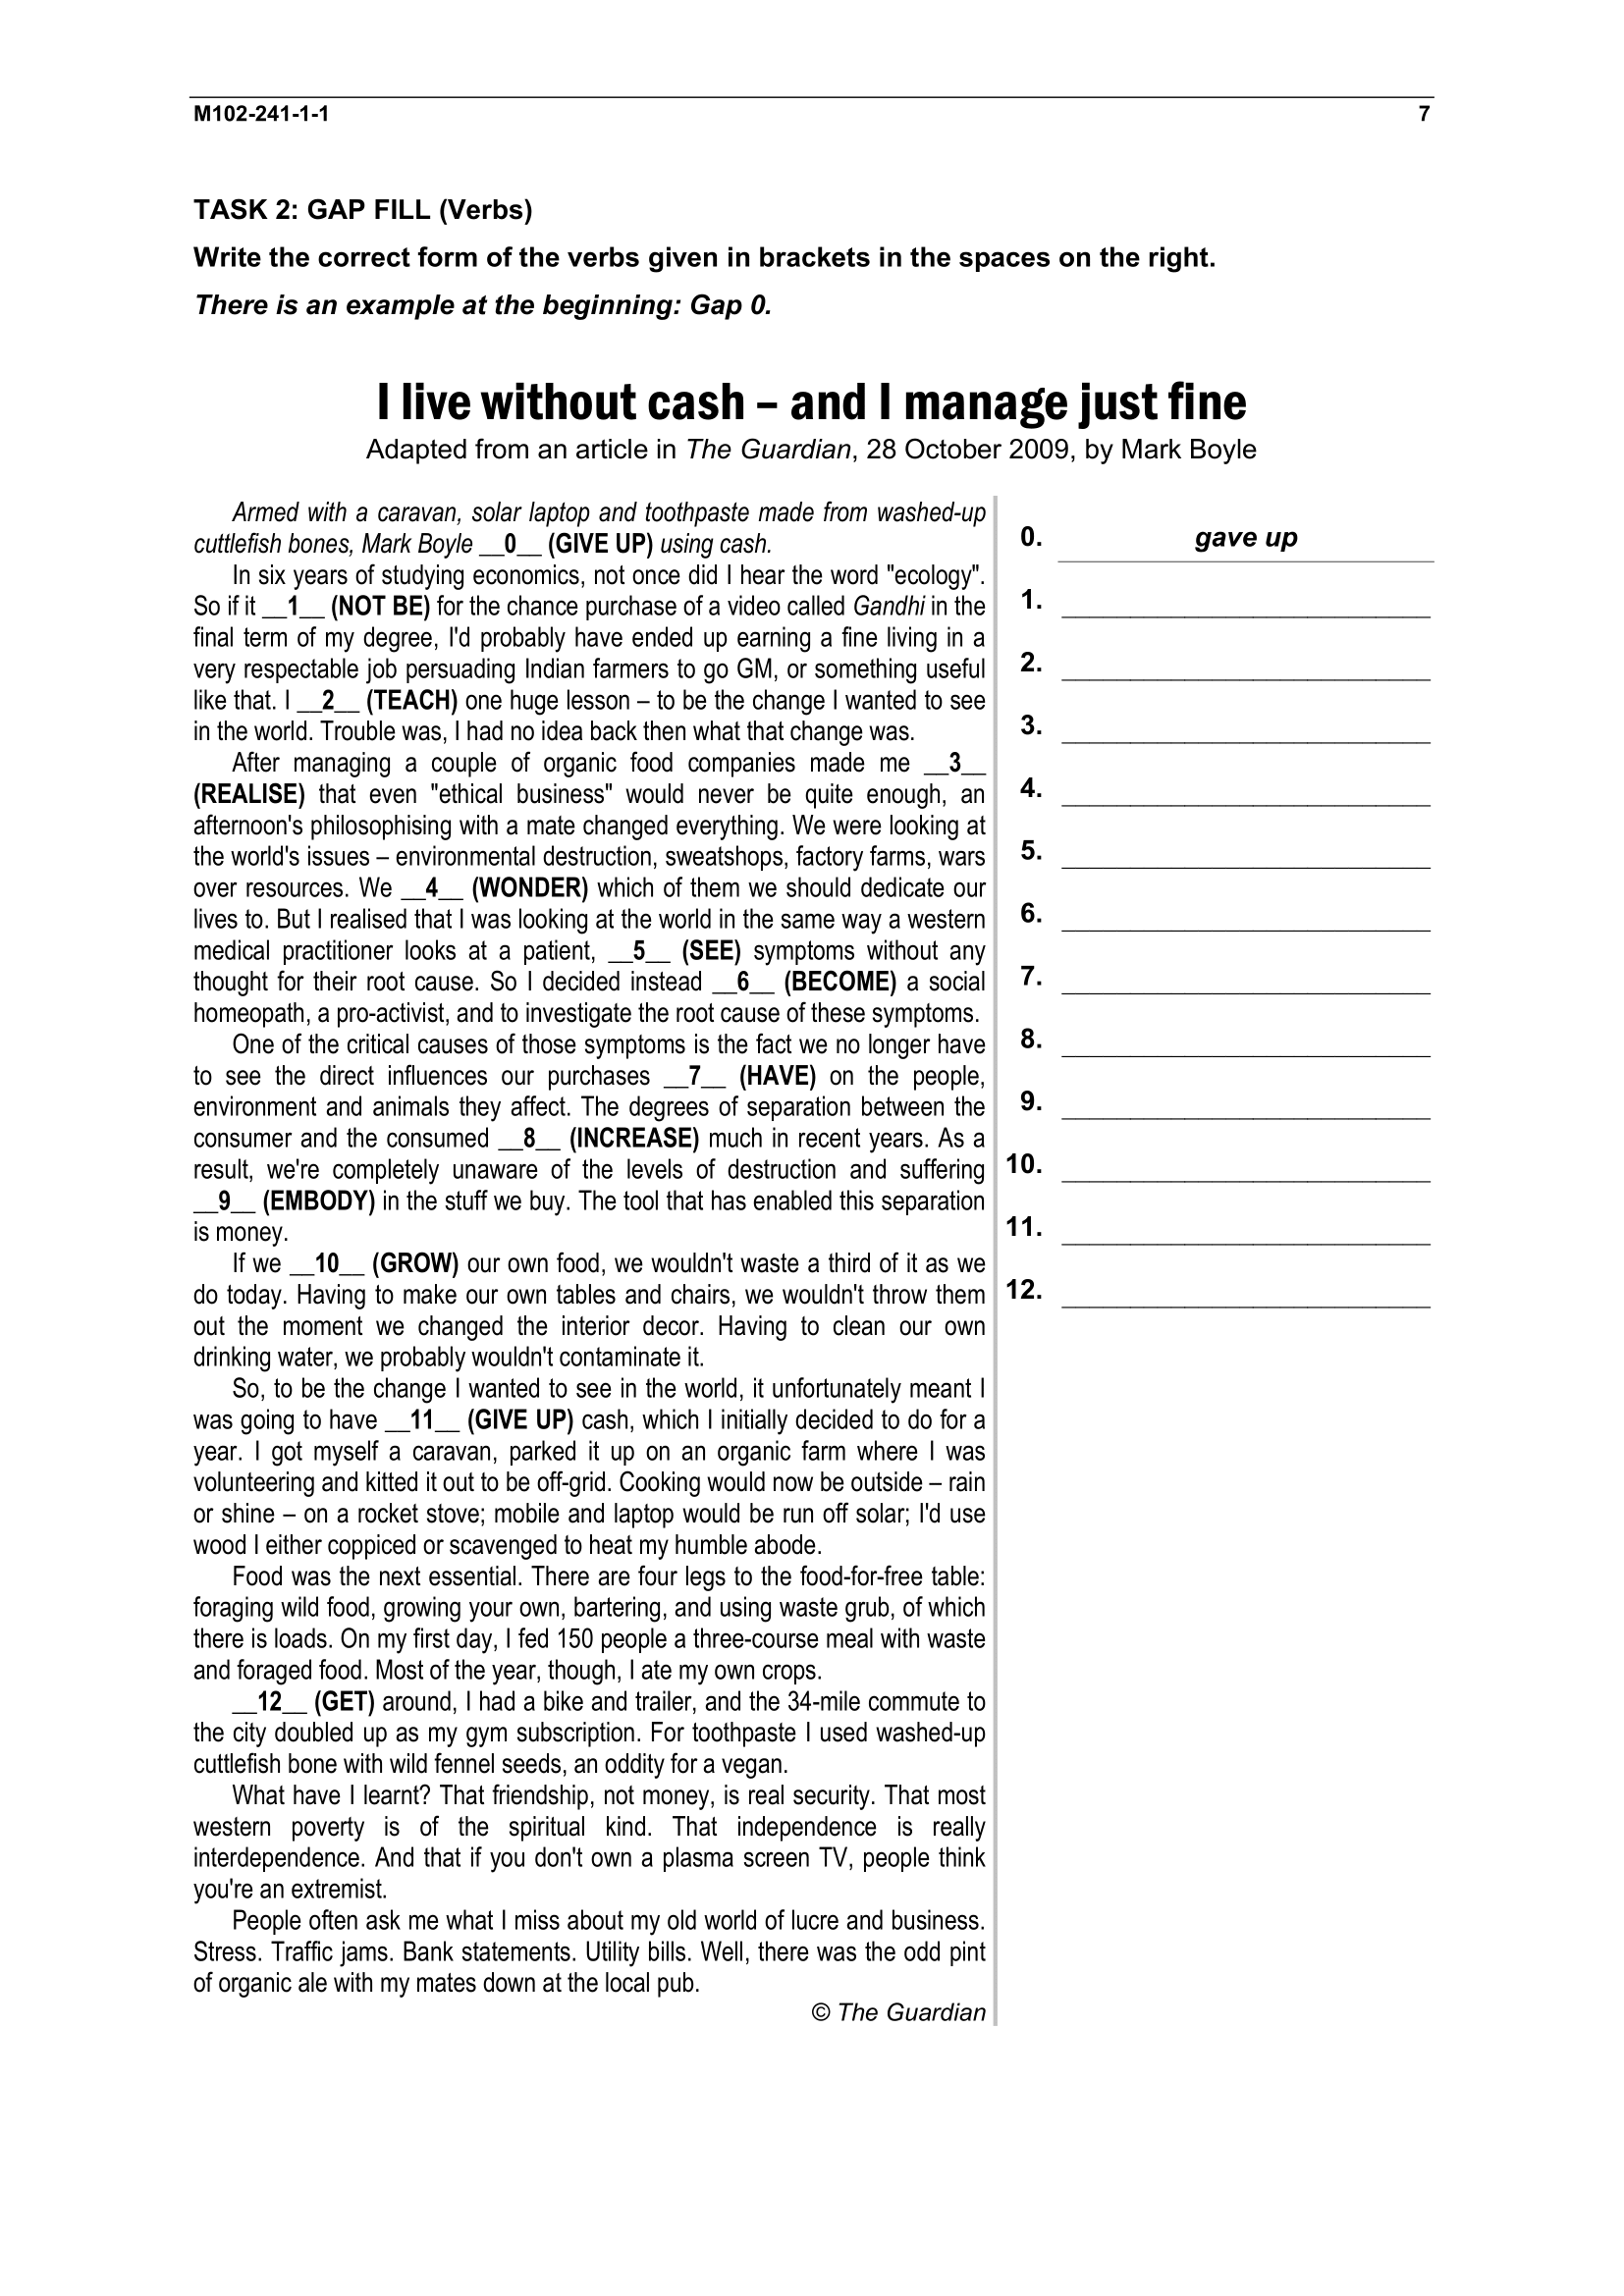 M102-241-1-1 7
TASK 2: GAP FILL (Verbs)
Write the correct form of the verbs given in brackets in the spaces on the right.
There is an example at the beginning: Gap 0.
I live without cash – and I manage just fine
Adapted from an article in The Guardian, 28 October 2009, by Mark Boyle
Armed with a caravan, solar laptop and toothpaste made from washed-up
cuttlefish bones, Mark Boyle __0__ (GIVE UP) using cash.
In six years of studying economics, not once did I hear the word "ecology".
So if it __1__ (NOT BE) for the chance purchase of a video called Gandhi in the
final term of my degree, I'd probably have ended up earning a fine living in a
very respectable job persuading Indian farmers to go GM, or something useful
like that. I __2__ (TEACH) one huge lesson – to be the change I wanted to see
in the world. Trouble was, I had no idea back then what that change was.
After managing a couple of organic food companies made me __3__
(REALISE) that even "ethical business" would never be quite enough, an
afternoon's philosophising with a mate changed everything. We were looking at
the world's issues – environmental destruction, sweatshops, factory farms, wars
over resources. We __4__ (WONDER) which of them we should dedicate our
lives to. But I realised that I was looking at the world in the same way a western
medical practitioner looks at a patient, __5__ (SEE) symptoms without any
thought for their root cause. So I decided instead __6__ (BECOME) a social
homeopath, a pro-activist, and to investigate the root cause of these symptoms.
One of the critical causes of those symptoms is the fact we no longer have
to see the direct influences our purchases __7__ (HAVE) on the people,
environment and animals they affect. The degrees of separation between the
consumer and the consumed __8__ (INCREASE) much in recent years. As a
result, we're completely unaware of the levels of destruction and suffering
__9__ (EMBODY) in the stuff we buy. The tool that has enabled this separation
is money.
If we __10__ (GROW) our own food, we wouldn't waste a third of it as we
do today. Having to make our own tables and chairs, we wouldn't throw them
out the moment we changed the interior decor. Having to clean our own
drinking water, we probably wouldn't contaminate it.
So, to be the change I wanted to see in the world, it unfortunately meant I
was going to have __11__ (GIVE UP) cash, which I initially decided to do for a
year. I got myself a caravan, parked it up on an organic farm where I was
volunteering and kitted it out to be off-grid. Cooking would now be outside – rain
or shine – on a rocket stove; mobile and laptop would be run off solar; I'd use
wood I either coppiced or scavenged to heat my humble abode.
Food was the next essential. There are four legs to the food-for-free table:
foraging wild food, growing your own, bartering, and using waste grub, of which
there is loads. On my first day, I fed 150 people a three-course meal with waste
and foraged food. Most of the year, though, I ate my own crops.
__12__ (GET) around, I had a bike and trailer, and the 34-mile commute to
the city doubled up as my gym subscription. For toothpaste I used washed-up
cuttlefish bone with wild fennel seeds, an oddity for a vegan.
What have I learnt? That friendship, not money, is real security. That most
western poverty is of the spiritual kind. That independence is really
interdependence. And that if you don't own a plasma screen TV, people think
you're an extremist.
People often ask me what I miss about my old world of lucre and business.
Stress. Traffic jams. Bank statements. Utility bills. Well, there was the odd pint
of organic ale with my mates down at the local pub.
© The Guardian
0. gave up
1.
2.
3.
4.
5.
6.
7.
8.
9.
10.
11.
12.